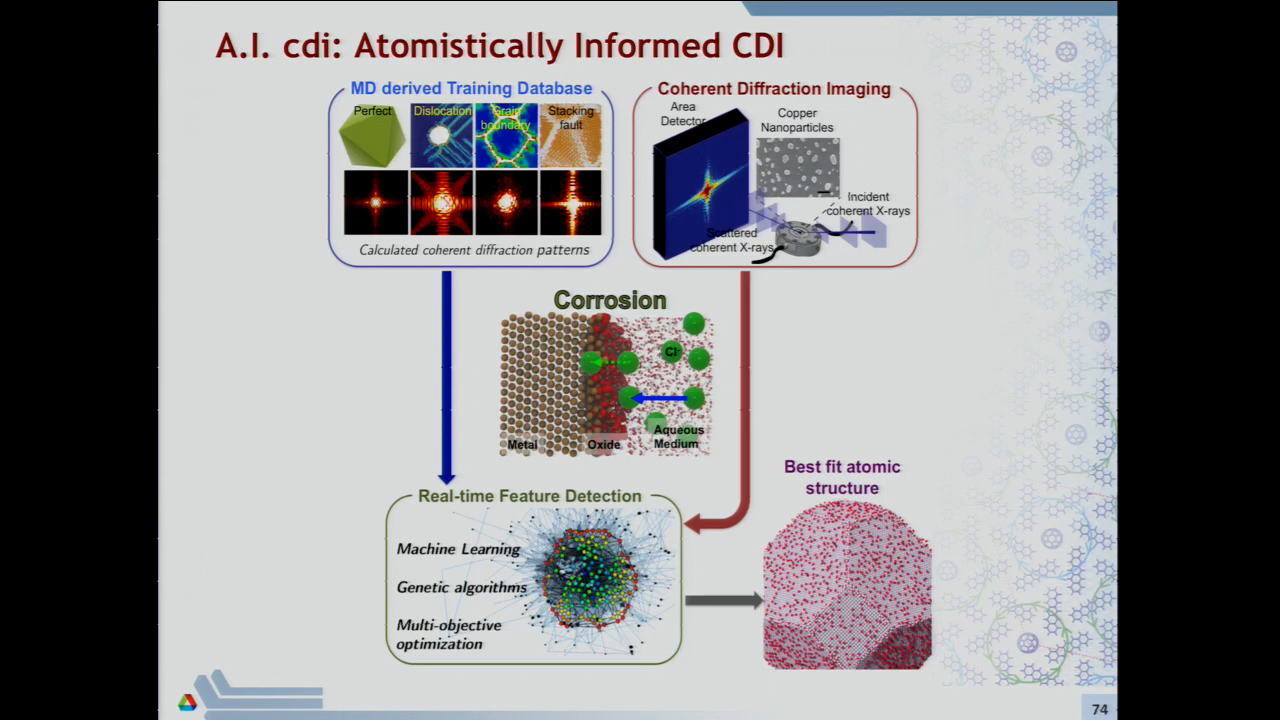 A.I. cdi: Atomistically Informed CDI
MD derived Training Database
Perfect
Dislocation
Grain
boundary
Stacking
fault
Calculated coherent diffraction patterns
Coherent Diffraction Imaging
Area
Detector
Copper
Nanoparticles
Incident
coherent X-rays
Scattered
coherent X-rays
Corrosion
Cl-
Metal
Oxide
Aqueous
Medium
Real-time Feature Detection
Machine Learning
Genetic algorithms
Multi-objective
optimization
Best fit atomic
structure
74